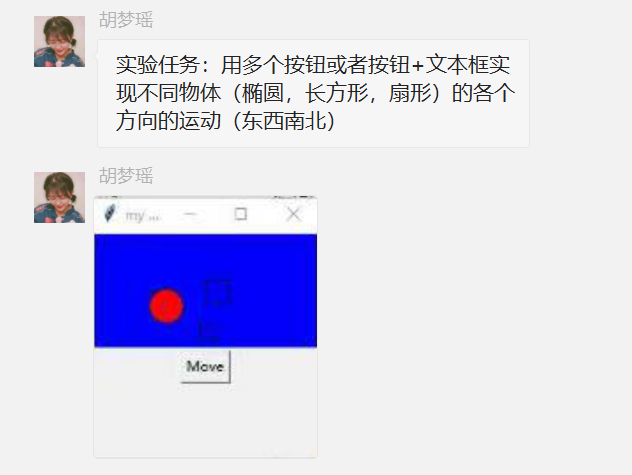 胡梦瑶
实验任务：用多个按钮或者按钮+文本框实
现不同物体（椭圆，长方形，扇形）的各个
方向的运动（东西南北）
胡梦瑶
my ...
Move